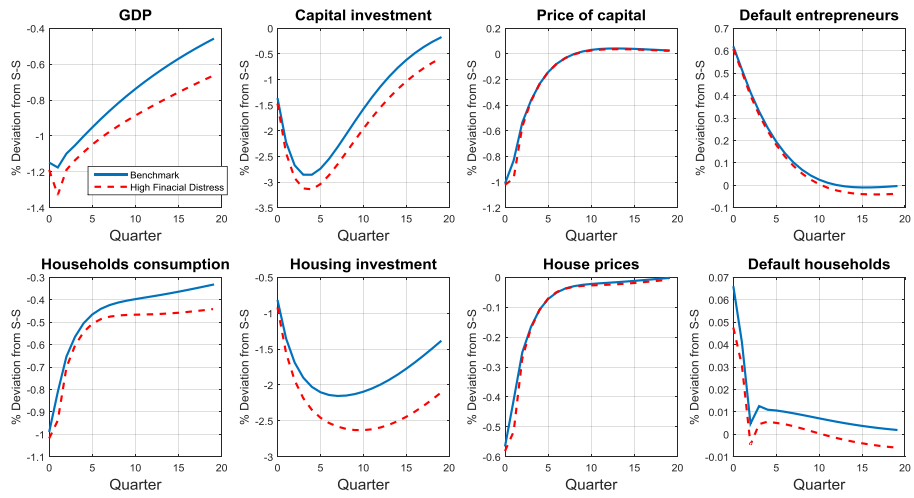 GDP
% Deviation from S-S
-0.4
-0.6
-0.8
-1
-1.2
-1.4
0 5 10 15 20
Quarter
Benchmark
High Finacial Distress
Capital investment
% Deviation from S-S
0
-0.5
-1
-1.5
-2
-2.5
-3
-3.5
0 5 10 15 20
Quarter
Price of capital
% Deviation from S-S
0.2
0
-0.2
-0.4
-0.6
-0.8
-1
-1.2
0 5 10 15 20
Quarter
Default entrepreneurs
% Deviation from S-S
0.7
0.6
0.5
0.4
0.3
0.2
0.1
0
-0.1
0 5 10 15 20
Quarter
Households consumption
% Deviation from S-S
-0.3
-0.4
-0.5
-0.6
-0.7
-0.8
-0.9
-1
-1.1
0 5 10 15 20
Quarter
Housing investment
% Deviation from S-S
-0.5
-1
-1.5
-2
-2.5
-3
0 5 10 15 20
Quarter
House prices
% Deviation from S-S
0
-0.1
-0.2
-0.3
-0.4
-0.5
-0.6
0 5 10 15 20
Quarter
Default households
% Deviation from S-S
0.07
0.06
0.05
0.04
0.03
0.02
0.01
0
-0.01
0 5 10 15 20
Quarter